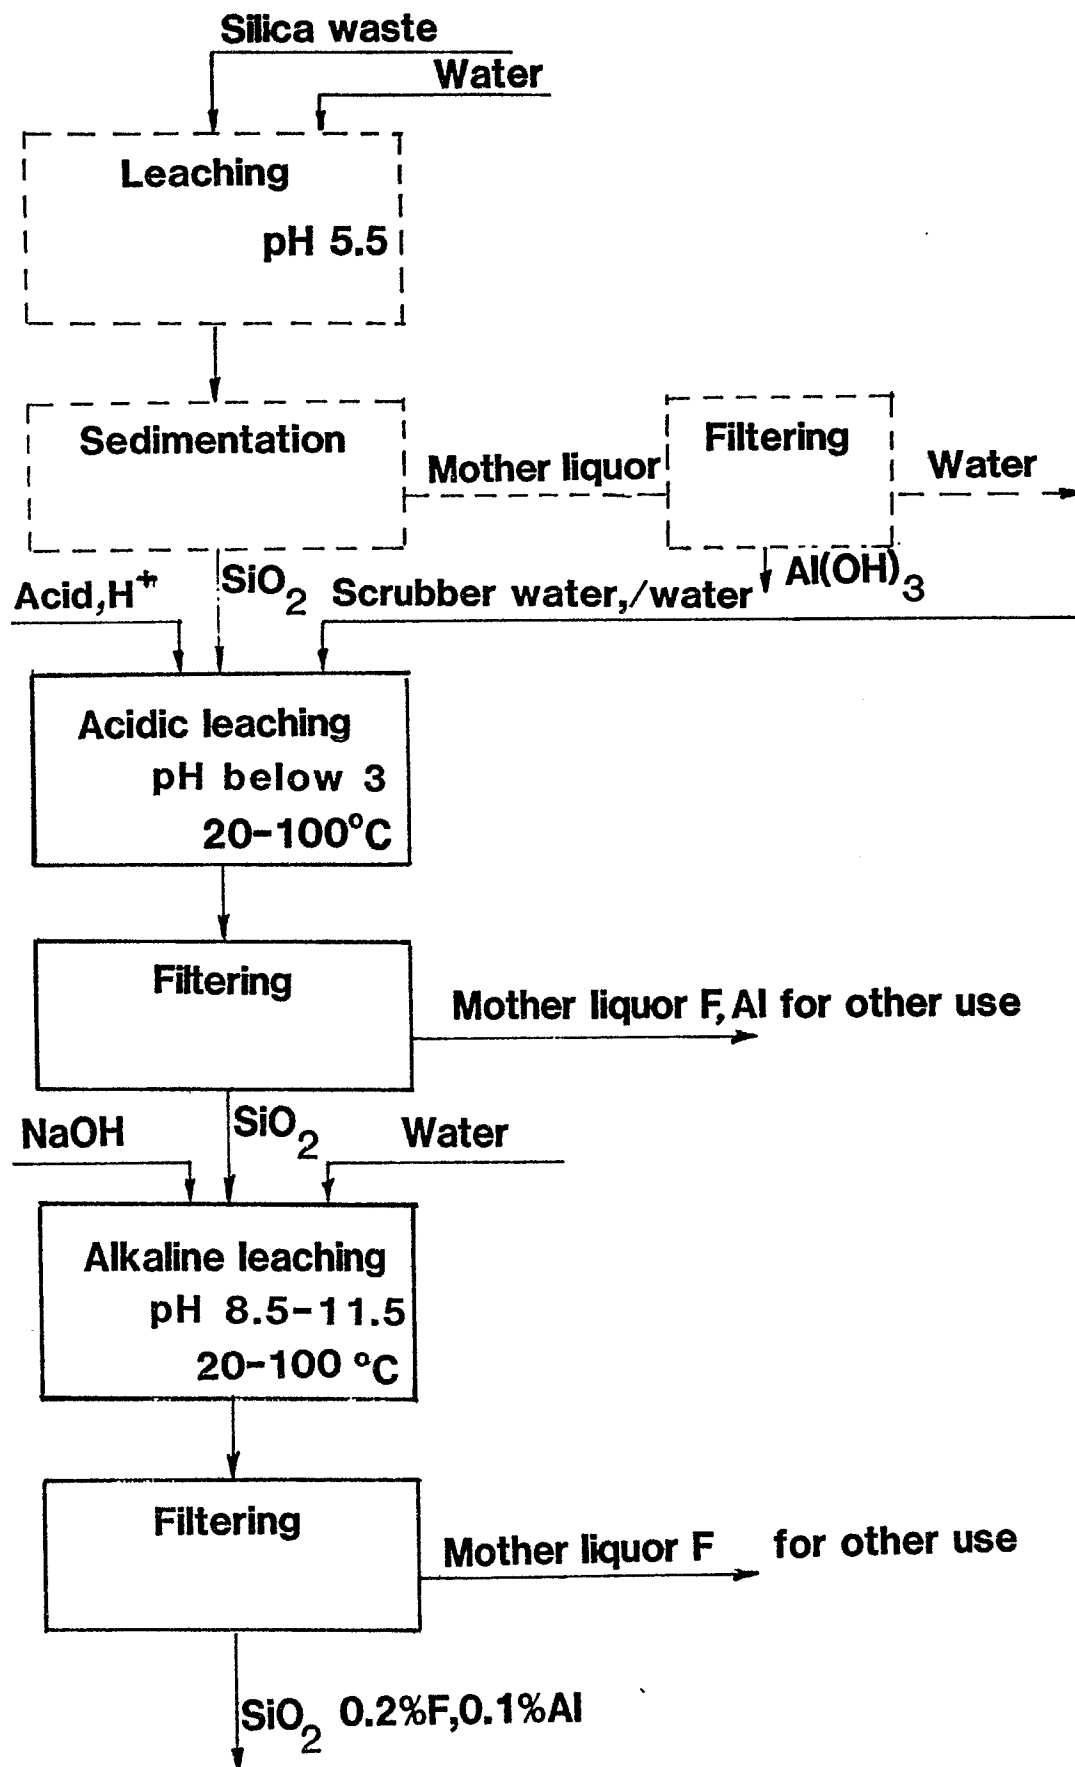 Silica waste
Water
Leaching
pH 5.5
Sedimentation
Mother liquor
Filtering
Water
Al(OH)3
Acid,H+
SiO2
Scrubber water,/water
Acidic leaching
pH below 3
20-100°C
Filtering
Mother liquor F,Al for other use
NaOH
SiO2
Water
Alkaline leaching
pH 8.5-11.5
20-100 °C
Filtering
Mother liquor F for other use
SiO2 0.2%F,0.1%Al